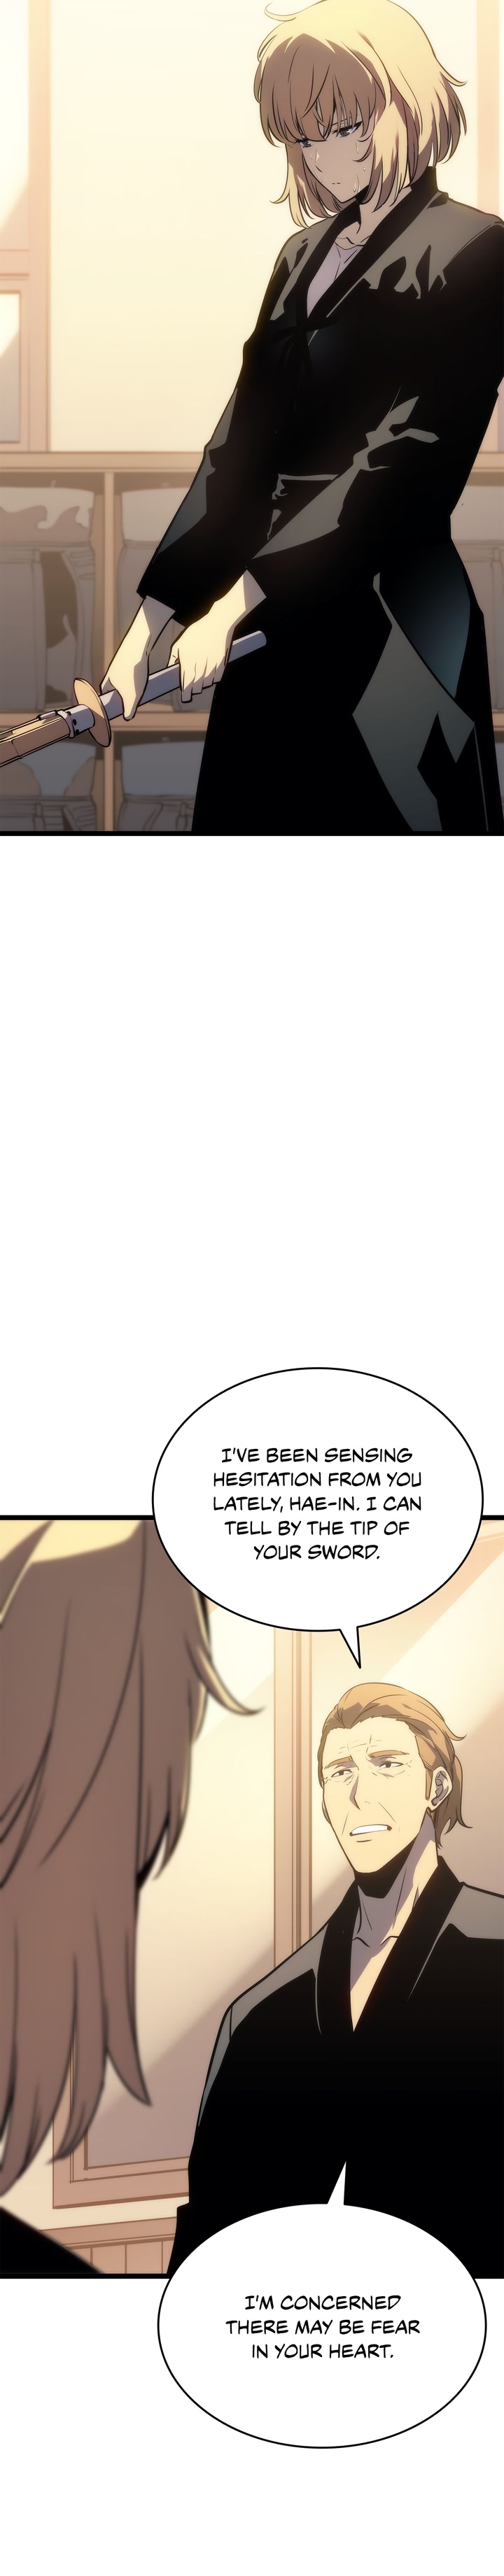 I'VE BEEN SENSING
HESITATION FROM YOU
LATELY, HAE-IN. I CAN
TELL BY THE TIP OF
YOUR SWORD.
I'M CONCERNED
THERE MAY BE FEAR
IN YOUR HEART.